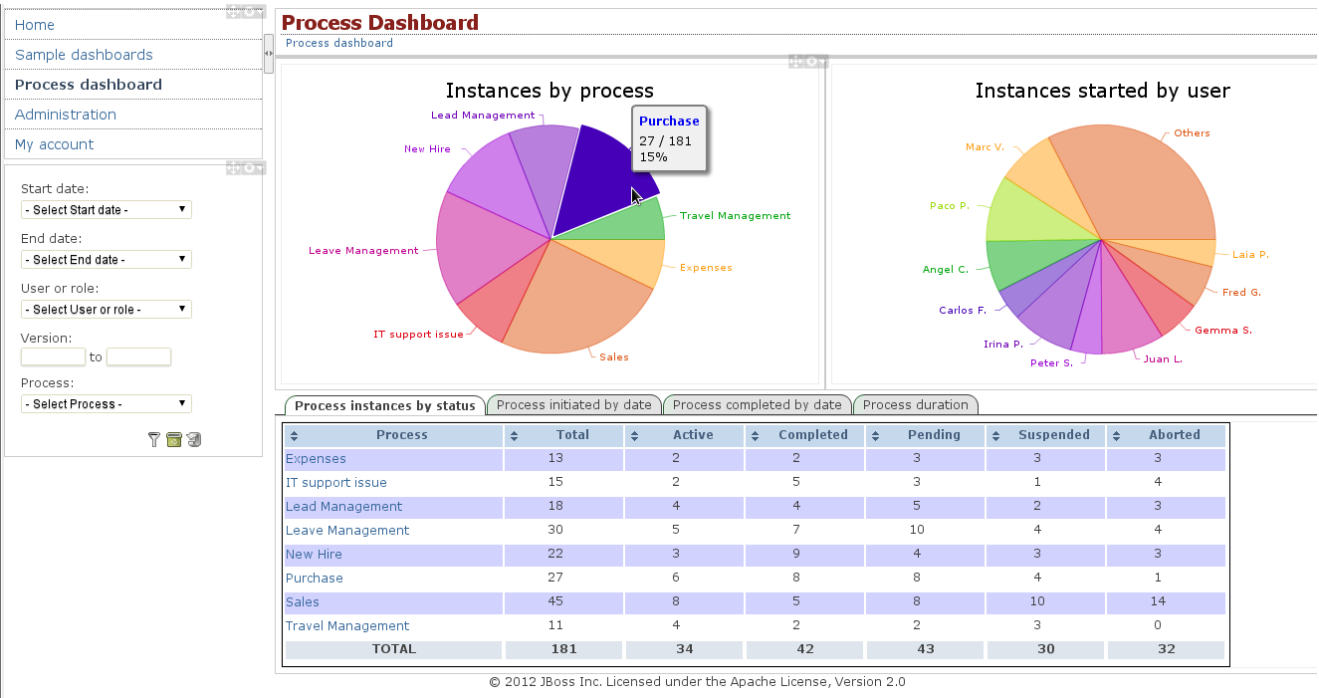 Home
Sample dashboards
Process dashboard
Administration
My account
Start date:
- Select Start date -
End date:
- Select End date -
User or role:
- Select User or role -
Version:
to
Process:
- Select Process -
Process Dashboard
Process dashboard
Instances by process
Lead Management
New Hire
Leave Management
IT support issue
Sales
Expenses
Travel Management
Purchase
27 / 181
15%
Instances started by user
Others
Marc V.
Paco P.
Angel C.
Carlos F.
Irina P.
Peter S.
Juan L.
Gemma S.
Fred G.
Laia P.
Process instances by status Process initiated by date Process completed by date Process duration
Process Total Active Completed Pending Suspended Aborted
Expenses 13 2 2 3 3 3
IT support issue 15 2 5 3 1 4
Lead Management 18 4 4 5 2 3
Leave Management 30 5 7 10 4 4
New Hire 22 3 9 4 3 3
Purchase 27 6 8 8 4 1
Sales 45 8 5 8 10 14
Travel Management 11 4 2 2 3 0
TOTAL 181 34 42 43 30 32
© 2012 JBoss Inc. Licensed under the Apache License, Version 2.0